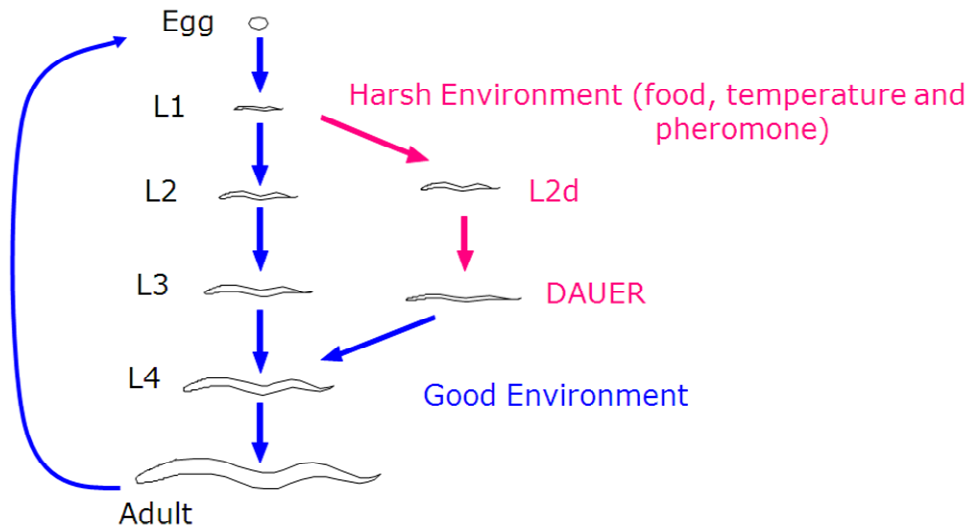 Egg
L1
Harsh Environment (food, temperature and
pheromone)
L2
L2d
L3
DAUER
L4
Good Environment
Adult